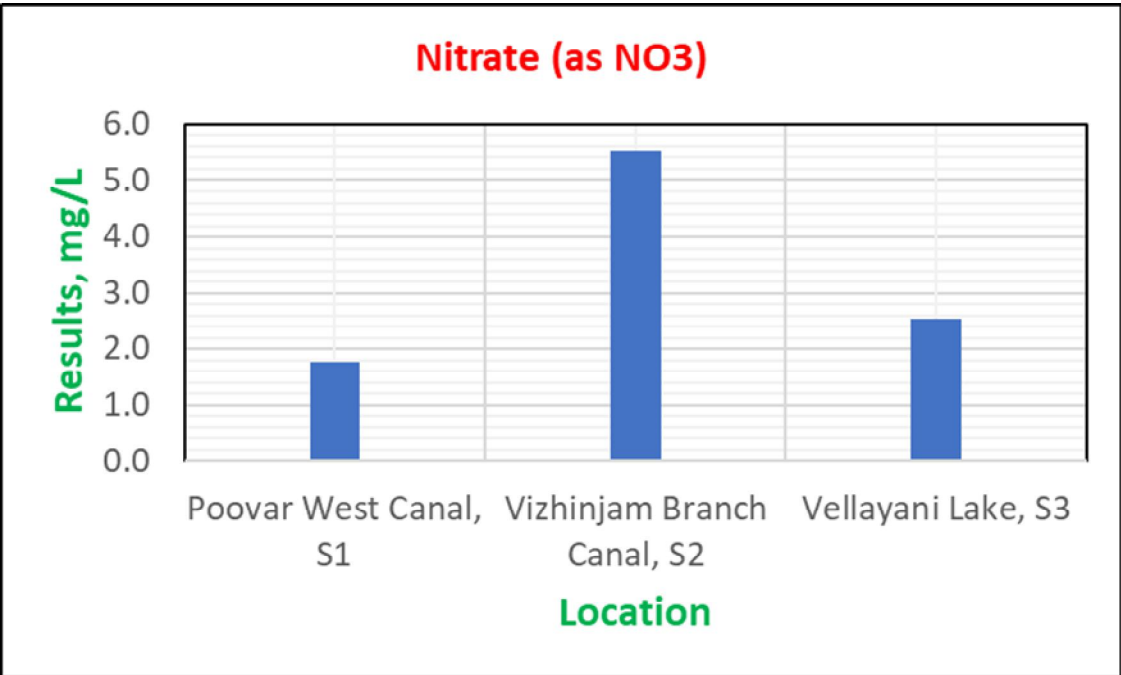 Nitrate (as NO3)
Results, mg/L
6.0
5.0
4.0
3.0
2.0
1.0
0.0
Poovar West Canal,
S1
Vizhinjam Branch
Canal, S2
Vellayani Lake, S3
Location